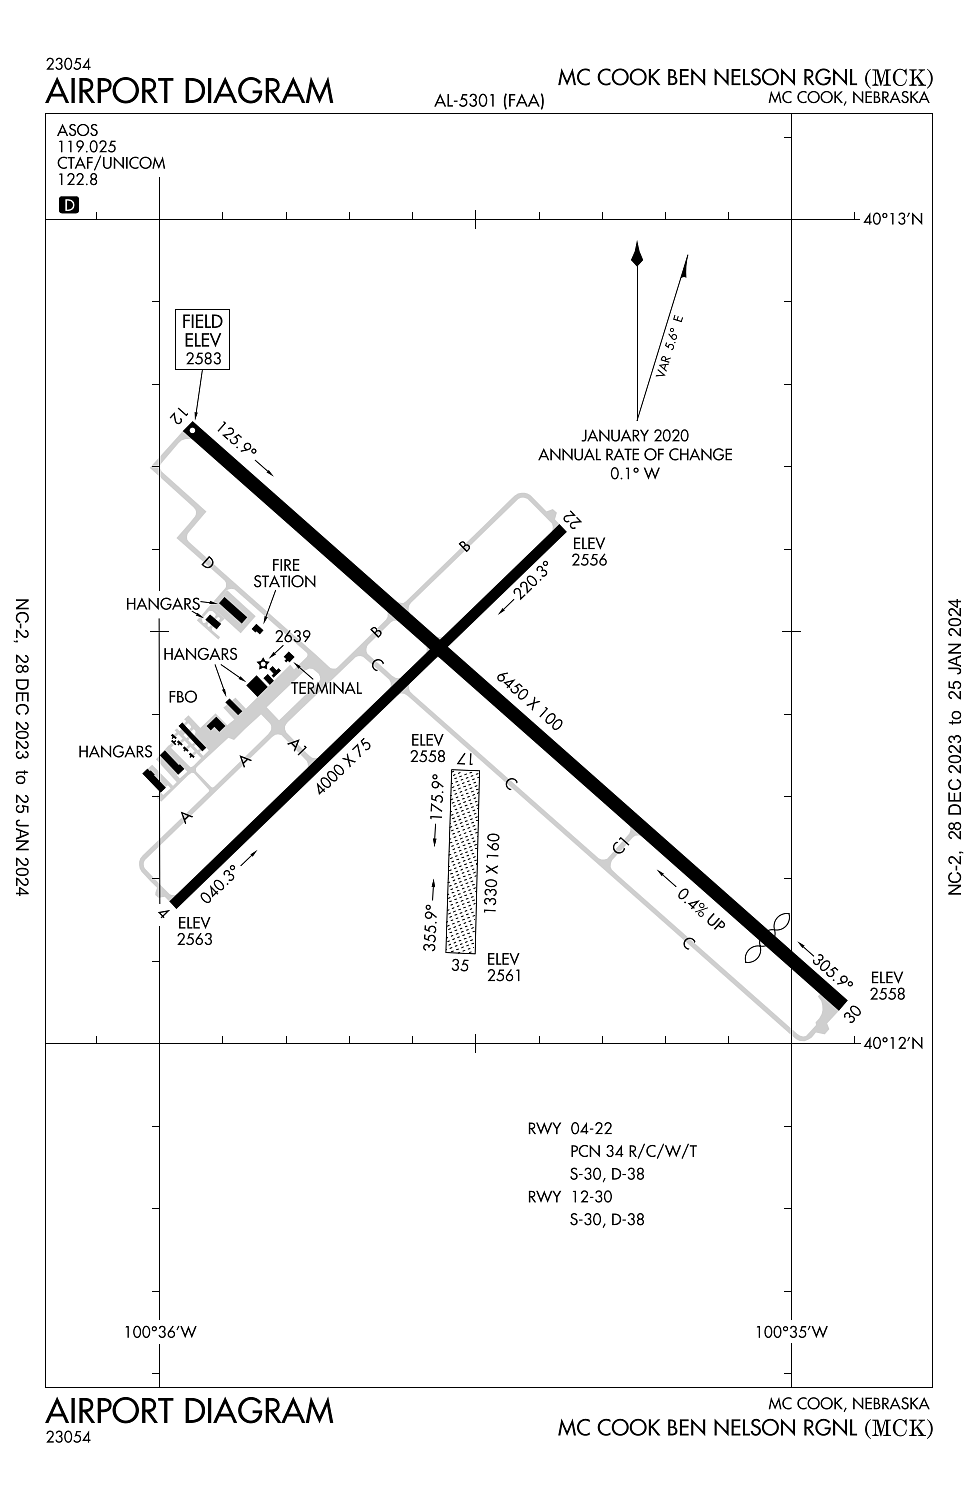 23054
AIRPORT DIAGRAM
AL-5301 (FAA)
MC COOK BEN NELSON RGNL (MCK)
MC COOK, NEBRASKA
ASOS
119.025
CTAF/UNICOM
122.8
D
40°13'N
VAR 5.6° E
JANUARY 2020
ANNUAL RATE OF CHANGE
0.1° W
FIELD
ELEV
2583
12
125.9°
22
ELEV
2556
220.3°
B
D
FIRE
STATION
HANGARS
B
2639
HANGARS
C
TERMINAL
FBO
6450 X 100
HANGARS
A
A1
4000 X 75
ELEV
2558
17
175.9°
C
A
1330 X 160
C1
040.3°
4
ELEV
2563
355.9°
35
ELEV
2561
0.4% UP
C
305.9°
ELEV
2558
30
40°12'N
RWY 04-22
PCN 34 R/C/W/T
S-30, D-38
RWY 12-30
S-30, D-38
100°36'W
100°35'W
NC-2, 28 DEC 2023 to 25 JAN 2024
NC-2, 28 DEC 2023 to 25 JAN 2024
AIRPORT DIAGRAM
23054
MC COOK, NEBRASKA
MC COOK BEN NELSON RGNL (MCK)